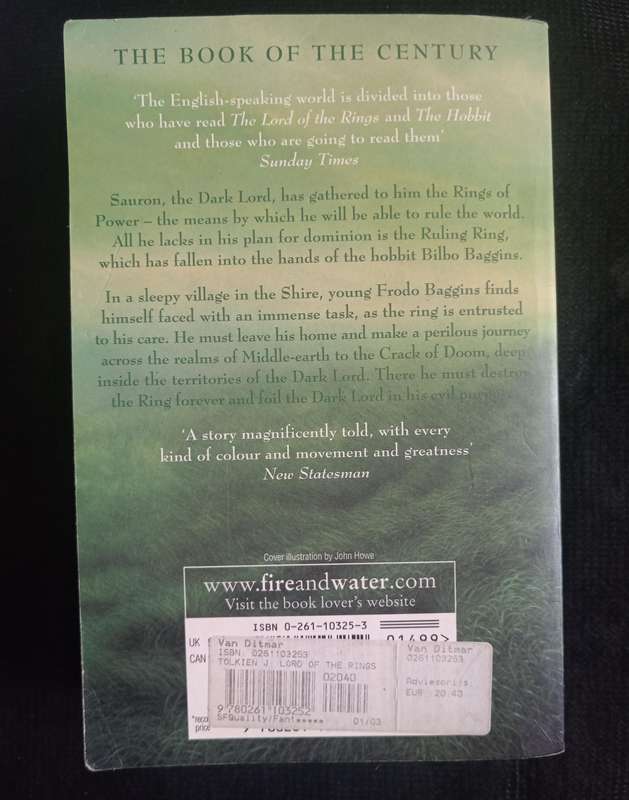 THE BOOK OF THE CENTURY
'The English-speaking world is divided into those
who have read The Lord of the Rings and The Hobbit
and those who are going to read them'
Sunday Times
Sauron, the Dark Lord, has gathered to him the Rings of
Power – the means by which he will be able to rule the world.
All he lacks in his plan for dominion is the Ruling Ring,
which has fallen into the hands of the hobbit Bilbo Baggins.
In a sleepy village in the Shire, young Frodo Baggins finds
himself faced with an immense task, as the ring is entrusted
to his care. He must leave his home and make a perilous journey
across the realms of Middle-earth to the Crack of Doom, deep
inside the territories of the Dark Lord. There he must destroy
the Ring forever and foil the Dark Lord in his evil
'A story magnificently told, with every
kind of colour and movement and greatness'
New Statesman
Cover illustration by John Howe
www.fireandwater.com
Visit the book lover's website
ISBN 0-261-10325-3
UK
01499>
CAN
Van Ditmar
ISBN: 0261103253
TOLKIEN J: LORD OF THE RINGS
02040
9 780261 103252
SFQuality/Fant*****
01/03
Van Ditmar
0261103253
Adviesprijs
EUR 20.43
*reco
price